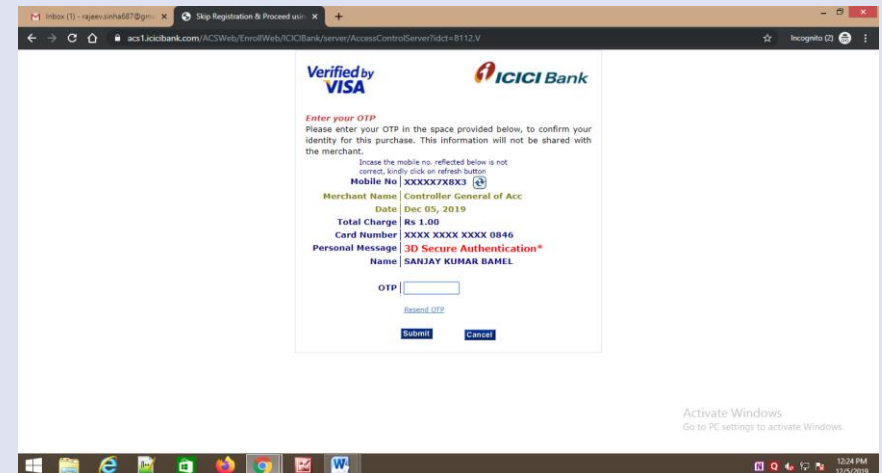 Inbox (1) - rajeev.sinha687@gm
Skip Registration & Proceed usin
acs1.icicibank.com/ACSWeb/EnrollWeb/ICICIBank/server/AccessControlServer?idct=8112.V
Incognito (2)
Verified by
VISA
ICICI Bank
Enter your OTP
Please enter your OTP in the space provided below, to confirm your
identity for this purchase. This information will not be shared with
the merchant.
Incase the mobile no. reflected below is not
correct, kindly click on refresh button
Mobile No XXXXX7X8X3
Merchant Name Controller General of Acc
Date Dec 05, 2019
Total Charge Rs 1.00
Card Number XXXX XXXX XXXX 0846
Personal Message 3D Secure Authentication*
Name SANJAY KUMAR BAMEL
OTP
Resend OTP
Submit Cancel
Activate Windows
Go to PC settings to activate Windows.
12:24 PM
12/5/2019